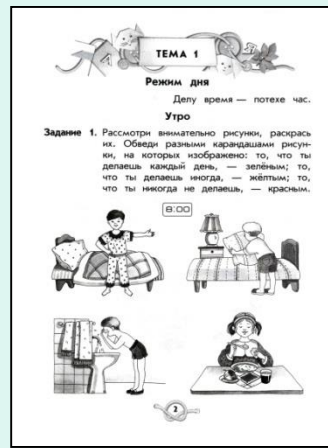 ТЕМА 1
Режим дня
Делу время — потехе час.
Утро
Задание 1. Рассмотри внимательно рисунки, раскрась
их. Обведи разными карандашами рисун-
ки, на которых изображено: то, что ты
делаешь каждый день, — зелёным; то,
что ты делаешь иногда, — жёлтым; то,
что ты никогда не делаешь, — красным.
8:00
2